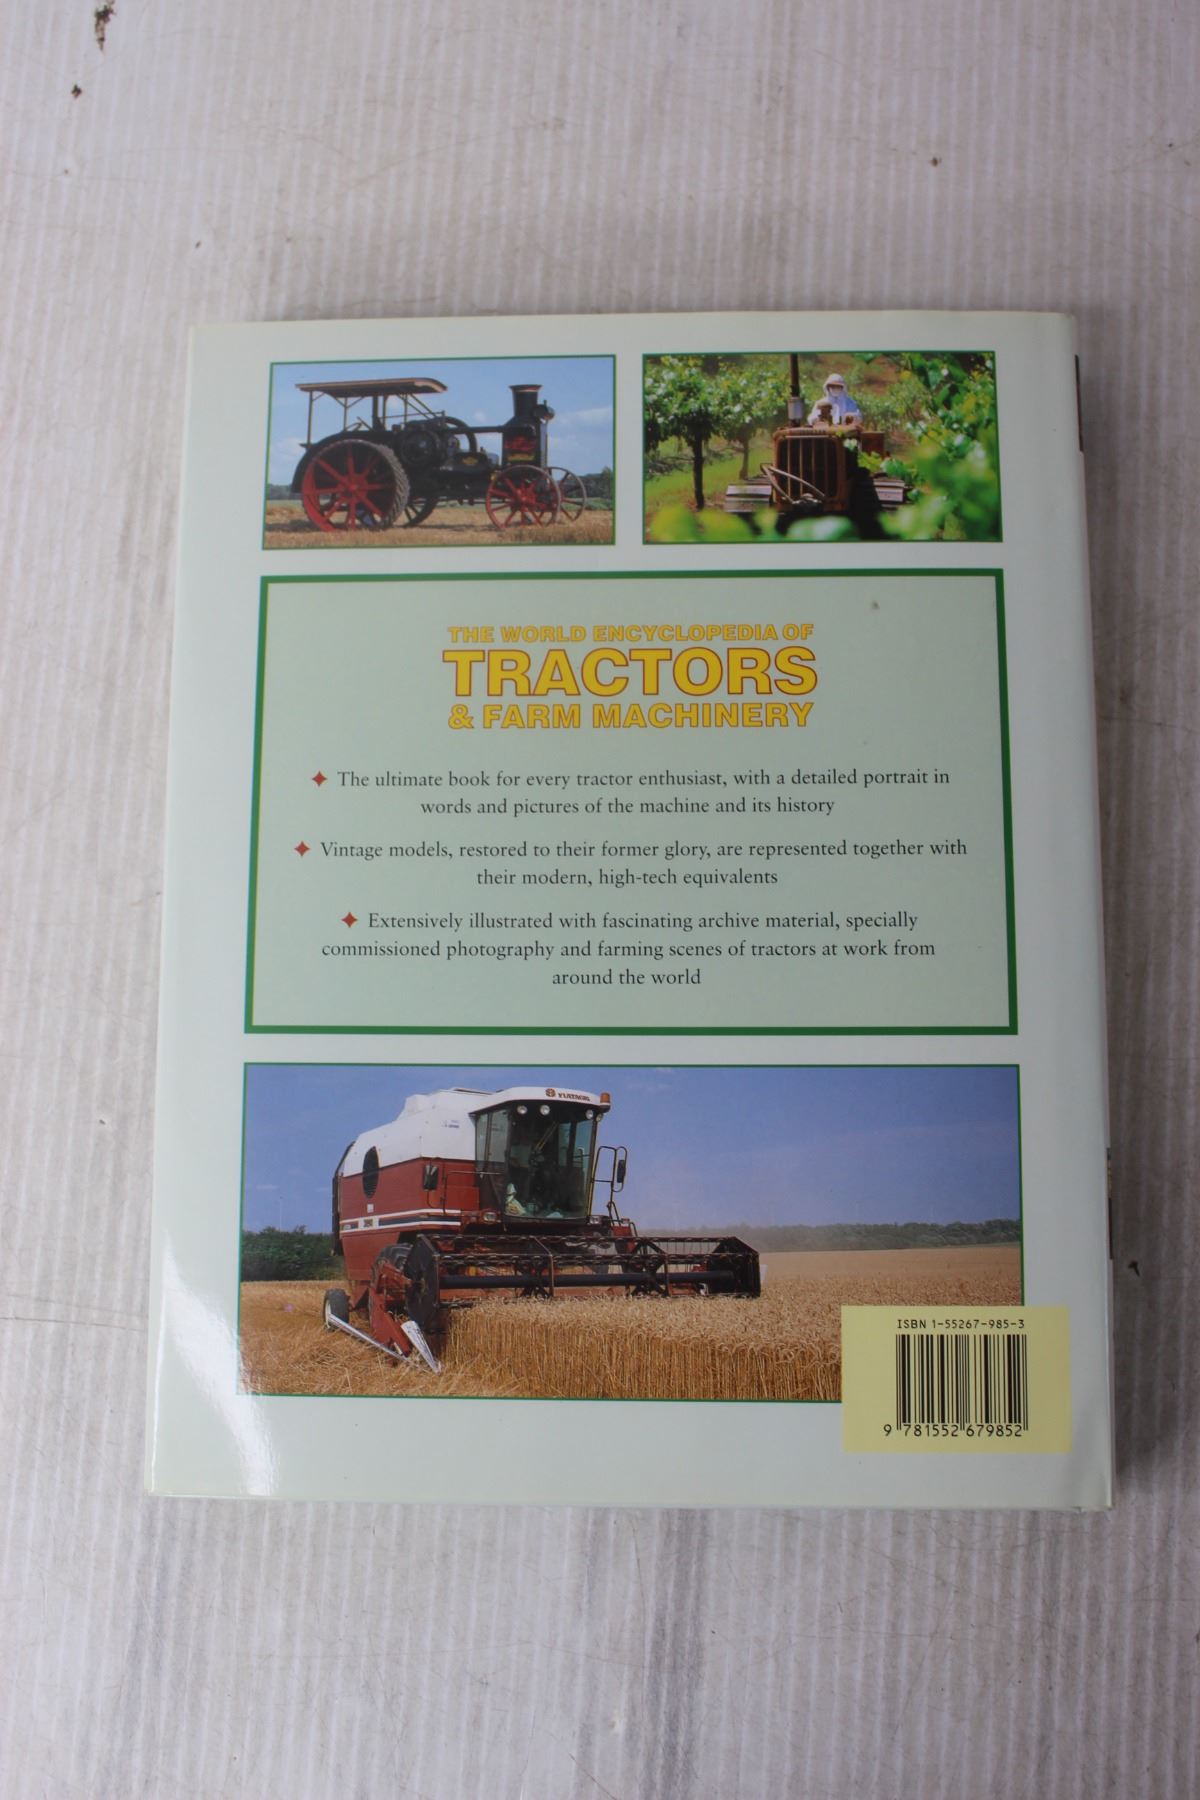 THE WORLD ENCYCLOPEDIA OF
TRACTORS
& FARM MACHINERY
The ultimate book for every tractor enthusiast, with a detailed portrait in
words and pictures of the machine and its history
Vintage models, restored to their former glory, are represented together with
their modern, high-tech equivalents
Extensively illustrated with fascinating archive material, specially
commissioned photography and farming scenes of tractors at work from
around the world
ISBN 1-55267-985-3
9 781552 679852